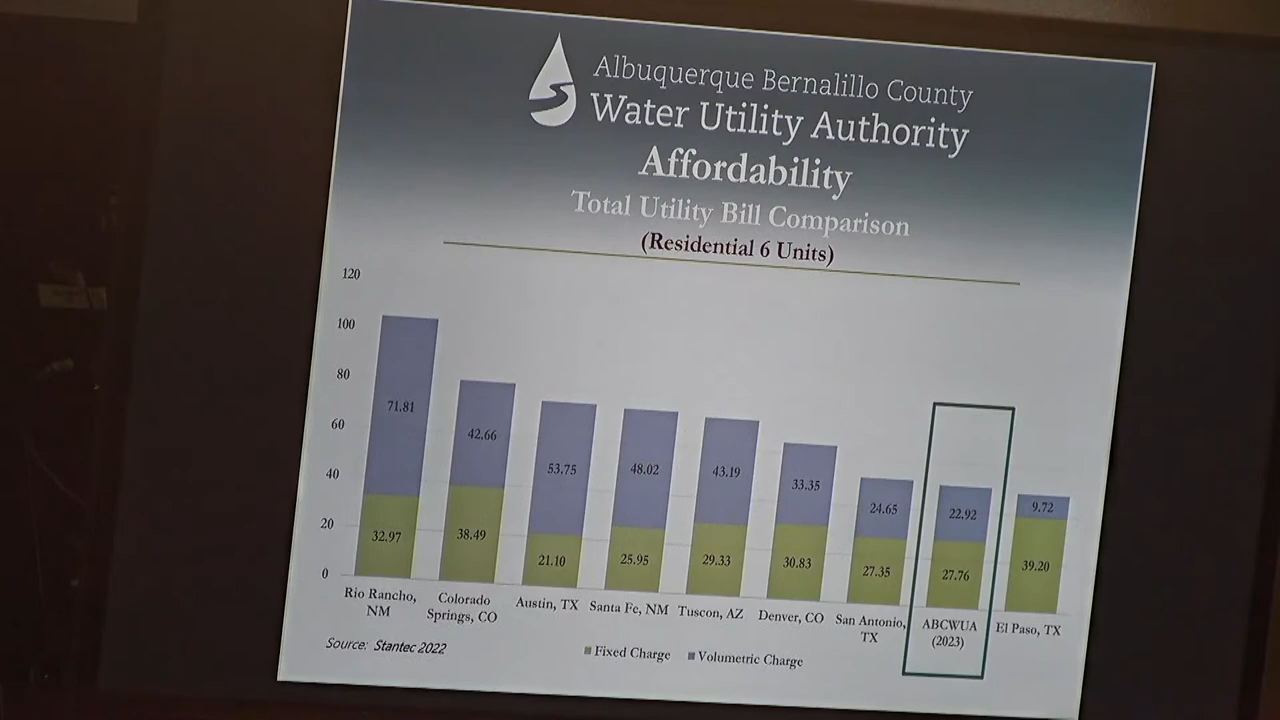 Albuquerque Bernalillo County
Water Utility Authority
Affordability
Total Utility Bill Comparison
(Residential 6 Units)
120
100
80
60
40
20
0
71.81
42.66
53.75
48.02
43.19
33.35
24.65
22.92
9.72
32.97
38.49
21.10
25.95
29.33
30.83
27.35
27.76
39.20
Rio Rancho,
NM
Colorado
Springs, CO
Austin, TX
Santa Fe, NM
Tuscon, AZ
Denver, CO
San Antonio,
TX
ABCWUA
(2023)
El Paso, TX
Source: Stantec 2022
Fixed Charge
Volumetric Charge